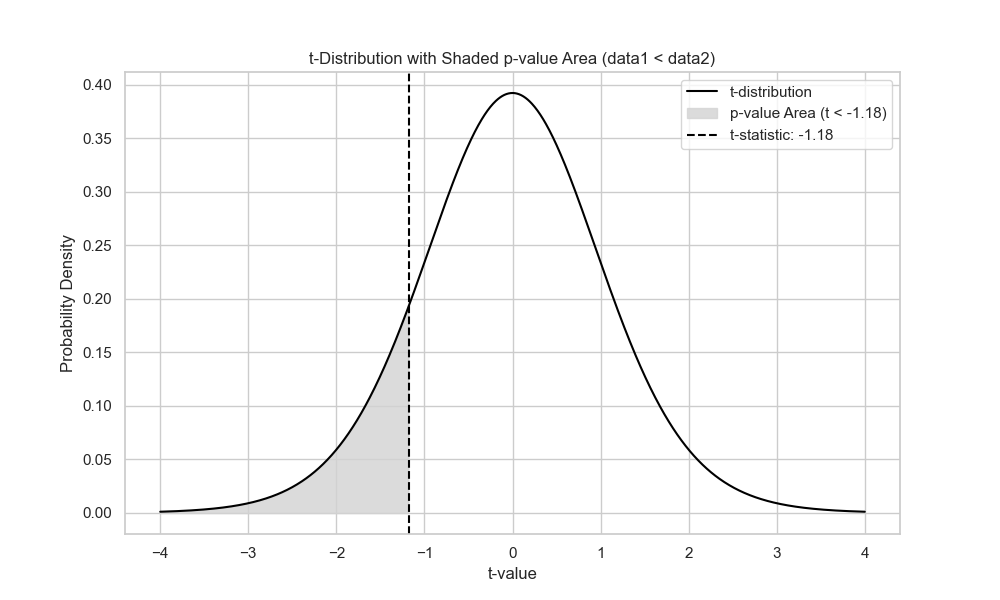 t-Distribution with Shaded p-value Area (data1 < data2)
t-distribution
p-value Area (t < -1.18)
t-statistic: -1.18
Probability Density
0.40
0.35
0.30
0.25
0.20
0.15
0.10
0.05
0.00
−4 −3 −2 −1 0 1 2 3 4
t-value